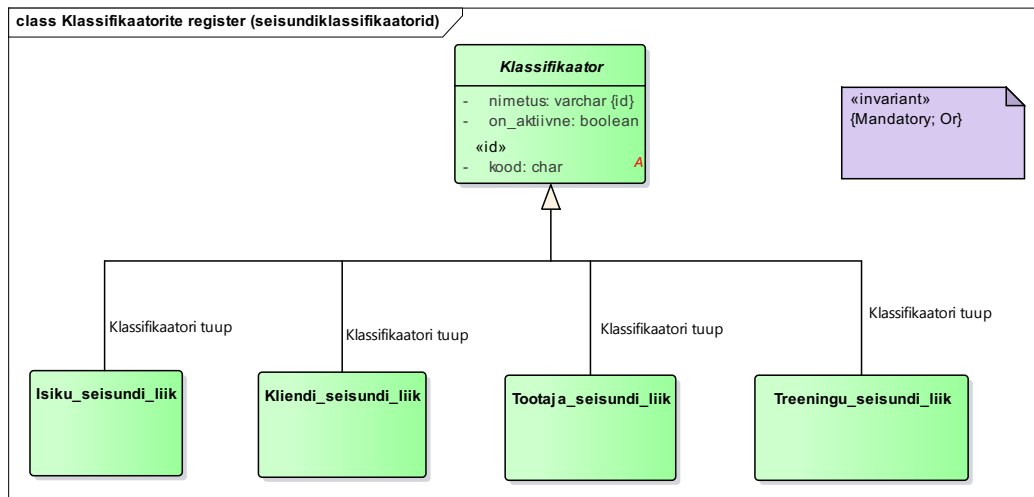 class Klassifikaatorite register (seisundiklassifikaatorid)
Klassifikaator
- nimetus: varchar {id}
- on_aktiivne: boolean
«id»
- kood: char
A
«invariant»
{Mandatory; Or}
Klassifikaatori tuup
Klassifikaatori tuup
Klassifikaatori tuup
Klassifikaatori tuup
Isiku_seisundi_liik
Kliendi_seisundi_liik
Tootaja_seisundi_liik
Treeningu_seisundi_liik